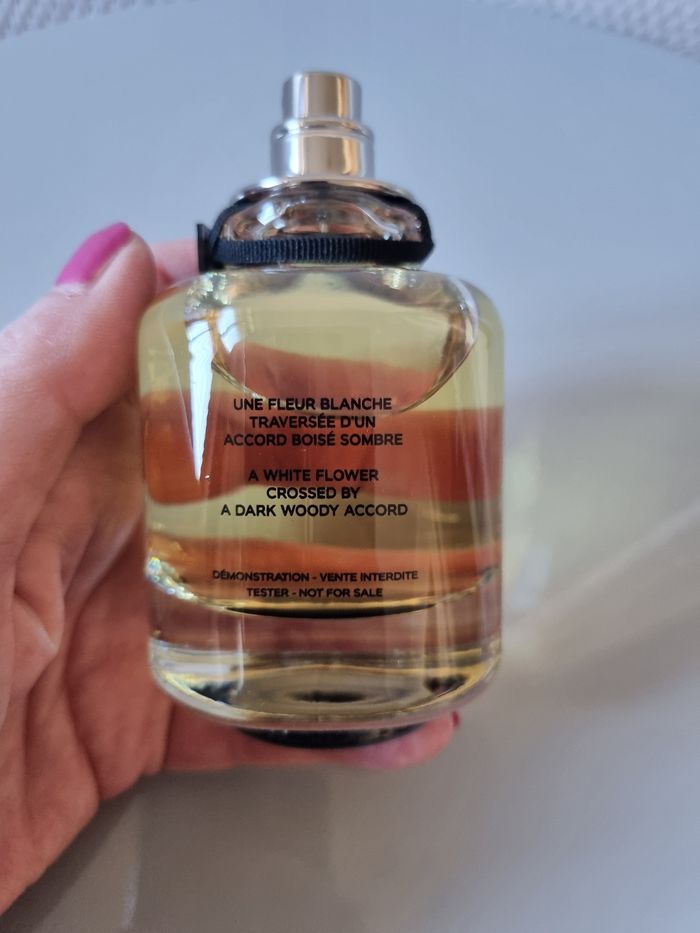 UNE FLEUR BLANCHE
TRAVERSÉE D'UN
ACCORD BOISÉ SOMBRE
A WHITE FLOWER
CROSSED BY
A DARK WOODY ACCORD
DÉMONSTRATION - VENTE INTERDITE
TESTER - NOT FOR SALE